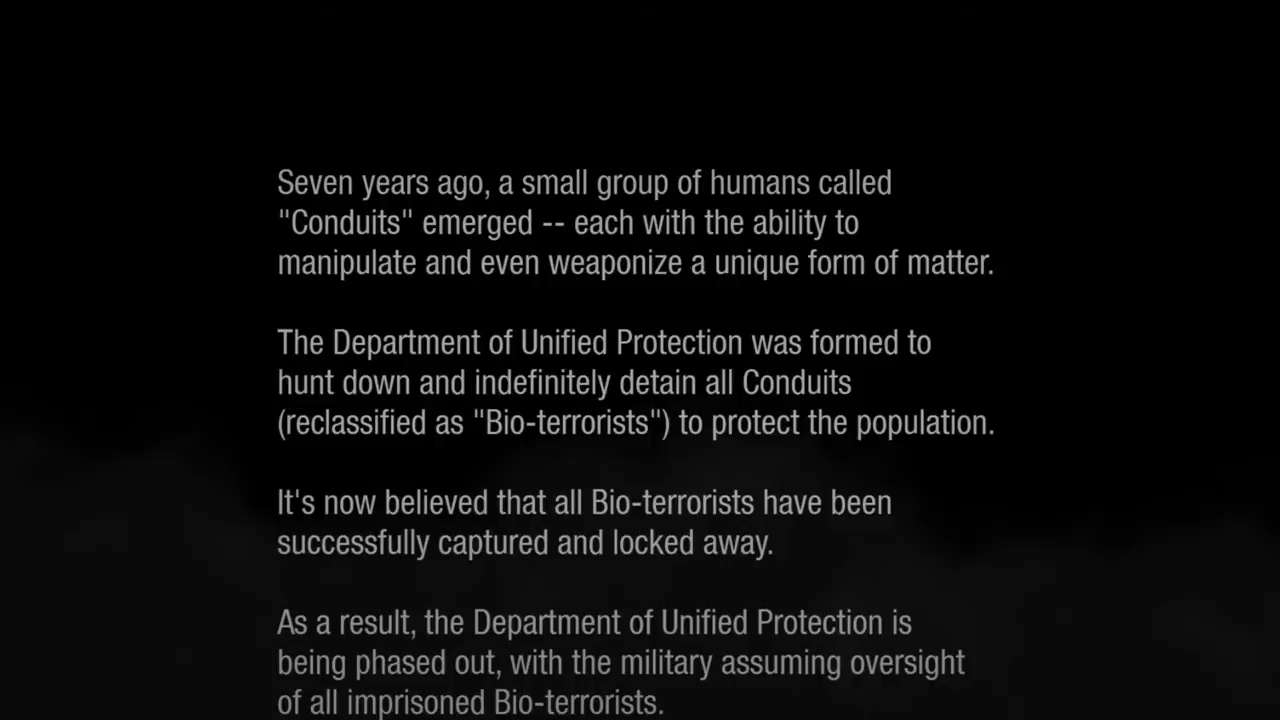 Seven years ago, a small group of humans called
"Conduits" emerged -- each with the ability to
manipulate and even weaponize a unique form of matter.
The Department of Unified Protection was formed to
hunt down and indefinitely detain all Conduits
(reclassified as "Bio-terrorists") to protect the population.
It's now believed that all Bio-terrorists have been
successfully captured and locked away.
As a result, the Department of Unified Protection is
being phased out, with the military assuming oversight
of all imprisoned Bio-terrorists.